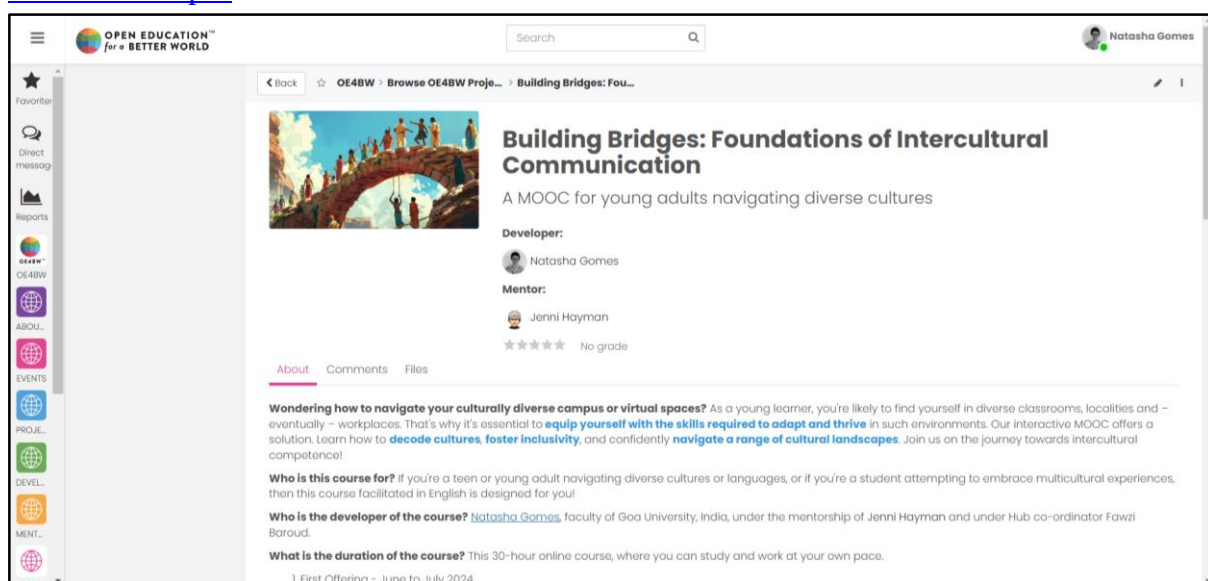 OPEN EDUCATION™
for a BETTER WORLD
Search
Natasha Gomes
Favorites
Direct
messag
Reports
OE4BW™
OE4BW
ABOU...
EVENTS
PROJE...
DEVEL...
MENT...
Back
OE4BW > Browse OE4BW Proje... > Building Bridges: Fou...
Building Bridges: Foundations of Intercultural
Communication
A MOOC for young adults navigating diverse cultures
Developer:
Natasha Gomes
Mentor:
Jenni Hayman
No grade
About Comments Files
Wondering how to navigate your culturally diverse campus or virtual spaces? As a young learner, you're likely to find yourself in diverse classrooms, localities and –
eventually – workplaces. That's why it's essential to equip yourself with the skills required to adapt and thrive in such environments. Our interactive MOOC offers a
solution. Learn how to decode cultures, foster inclusivity, and confidently navigate a range of cultural landscapes. Join us on the journey towards intercultural
competence!
Who is this course for? If you're a teen or young adult navigating diverse cultures or languages, or if you're a student attempting to embrace multicultural experiences,
then this course facilitated in English is designed for you!
Who is the developer of the course? Natasha Gomes, faculty of Goa University, India, under the mentorship of Jenni Hayman and under Hub co-ordinator Fawzi
Baroud.
What is the duration of the course? This 30-hour online course, where you can study and work at your own pace.
1. First Offering - June to July 2024